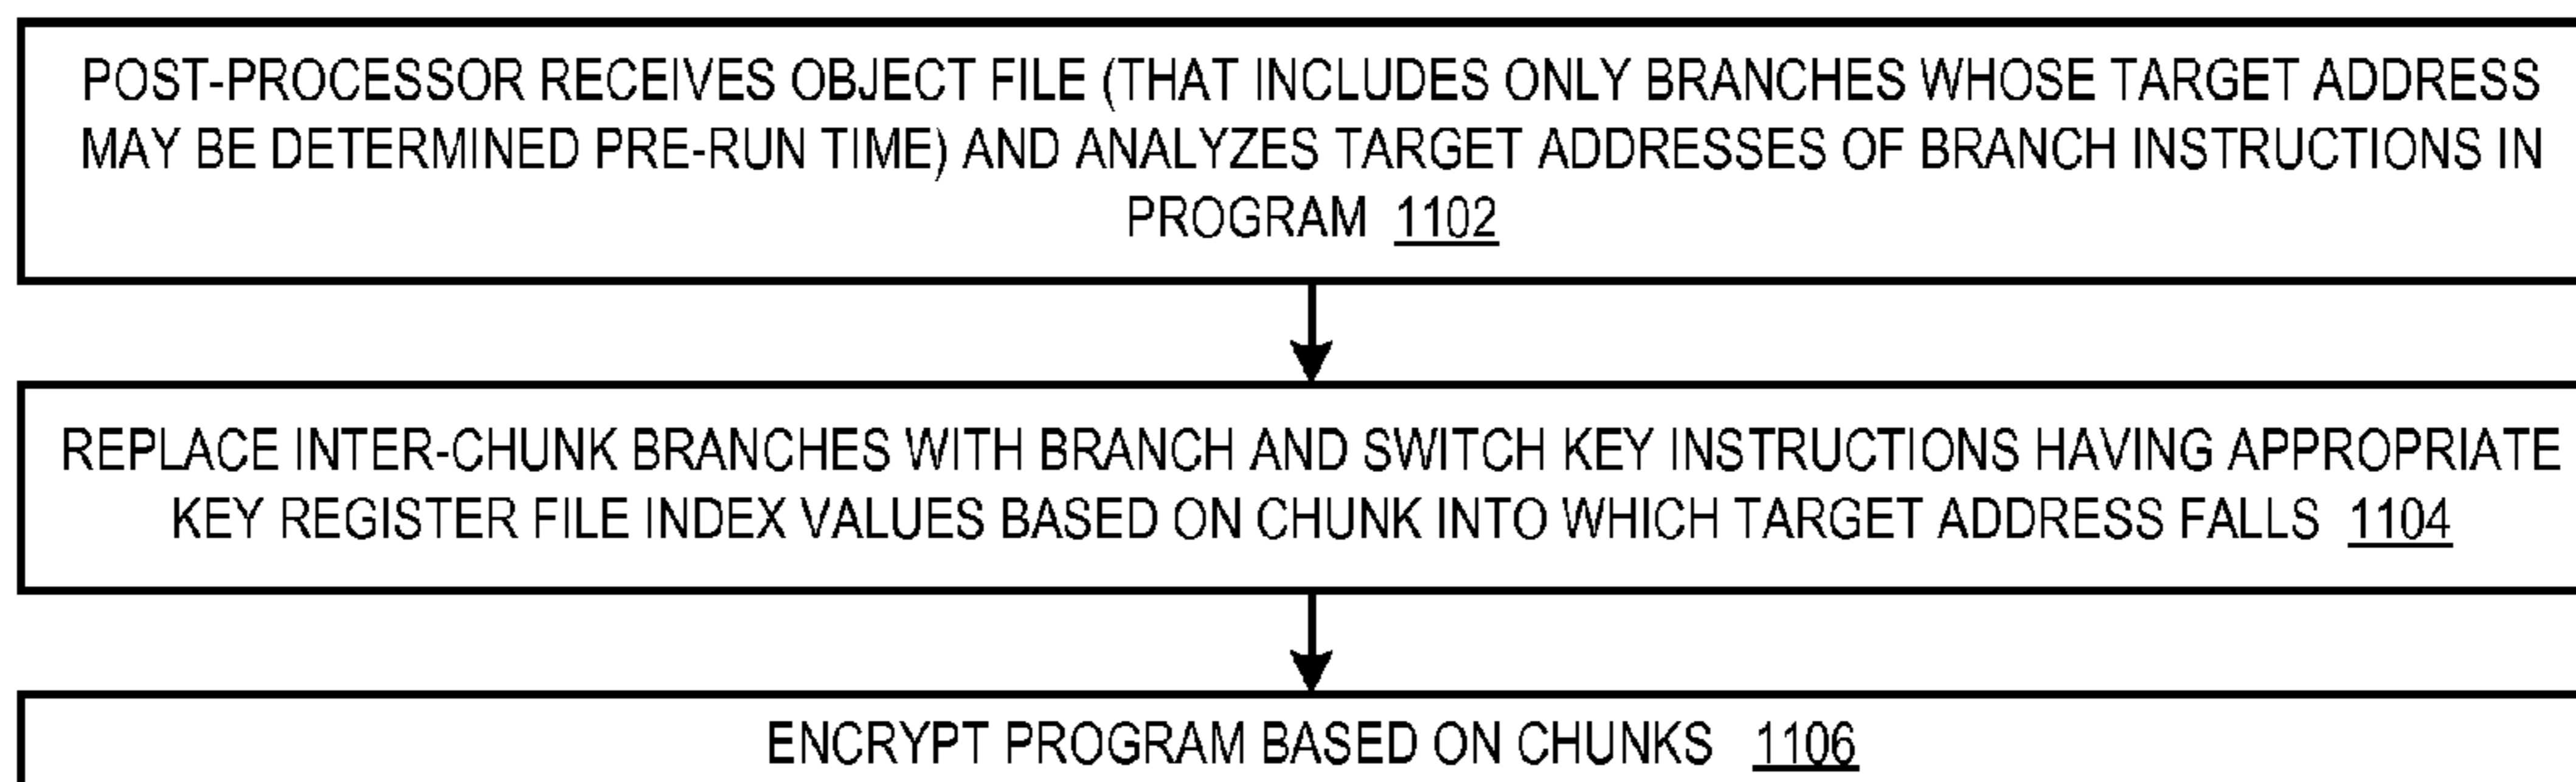 POST-PROCESSOR RECEIVES OBJECT FILE (THAT INCLUDES ONLY BRANCHES WHOSE TARGET ADDRESS
MAY BE DETERMINED PRE-RUN TIME) AND ANALYZES TARGET ADDRESSES OF BRANCH INSTRUCTIONS IN
PROGRAM 1102
REPLACE INTER-CHUNK BRANCHES WITH BRANCH AND SWITCH KEY INSTRUCTIONS HAVING APPROPRIATE
KEY REGISTER FILE INDEX VALUES BASED ON CHUNK INTO WHICH TARGET ADDRESS FALLS 1104
ENCRYPT PROGRAM BASED ON CHUNKS 1106